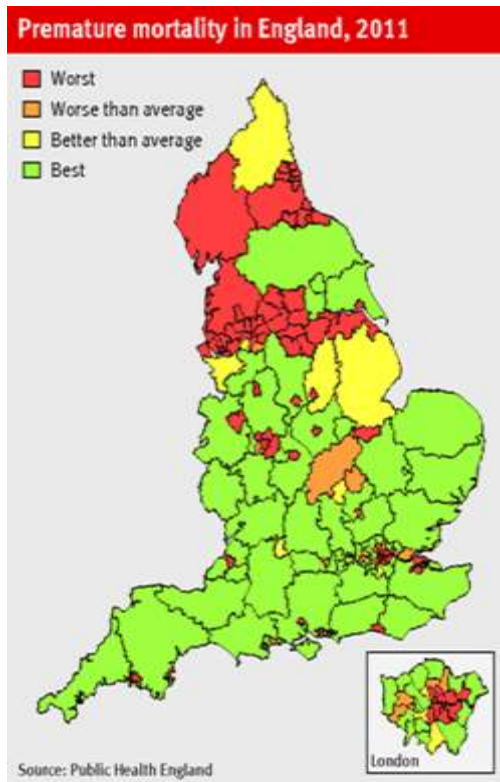 Premature mortality in England, 2011
Worst
Worse than average
Better than average
Best
London
Source: Public Health England